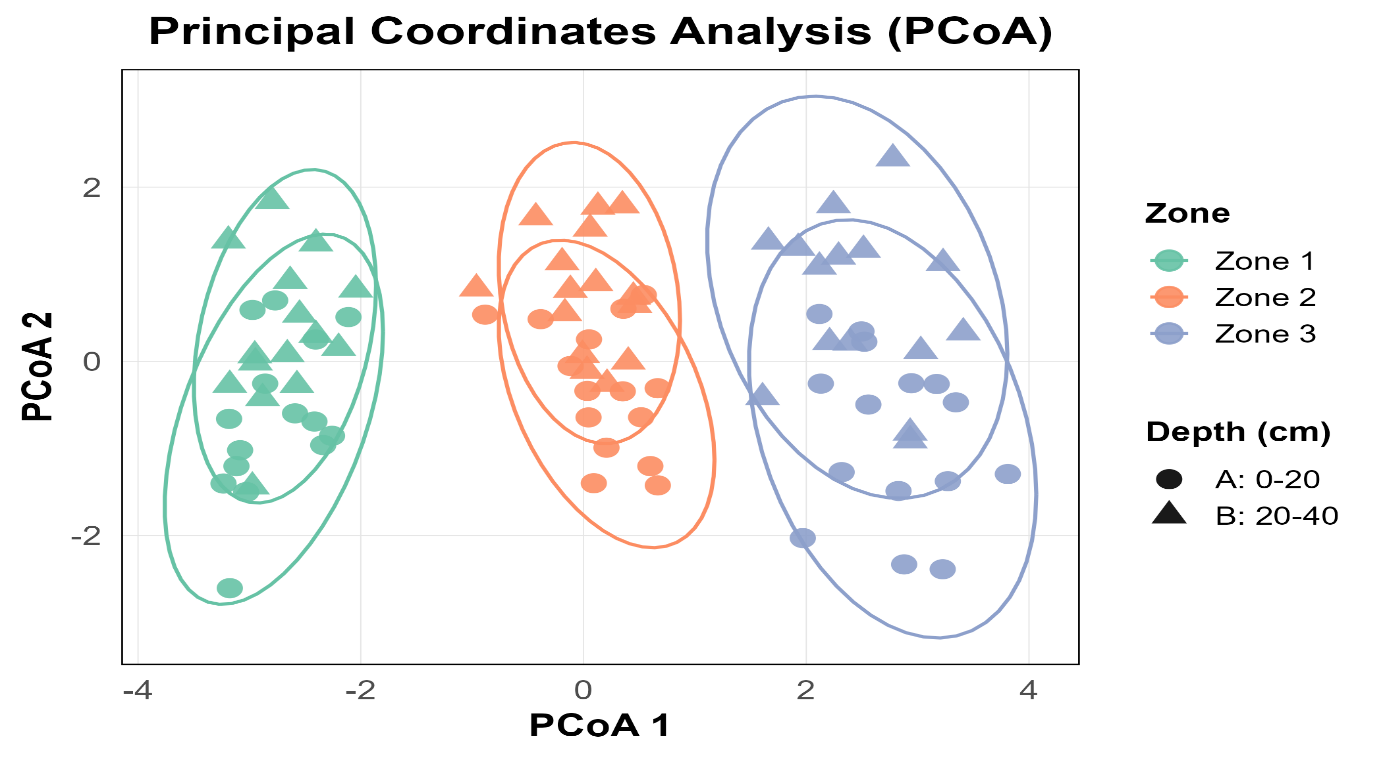 Principal Coordinates Analysis (PCoA)
PCoA 2
2
0
-2
-4
-2
0
2
4
PCoA 1
Zone
Zone 1
Zone 2
Zone 3
Depth (cm)
A: 0-20
B: 20-40